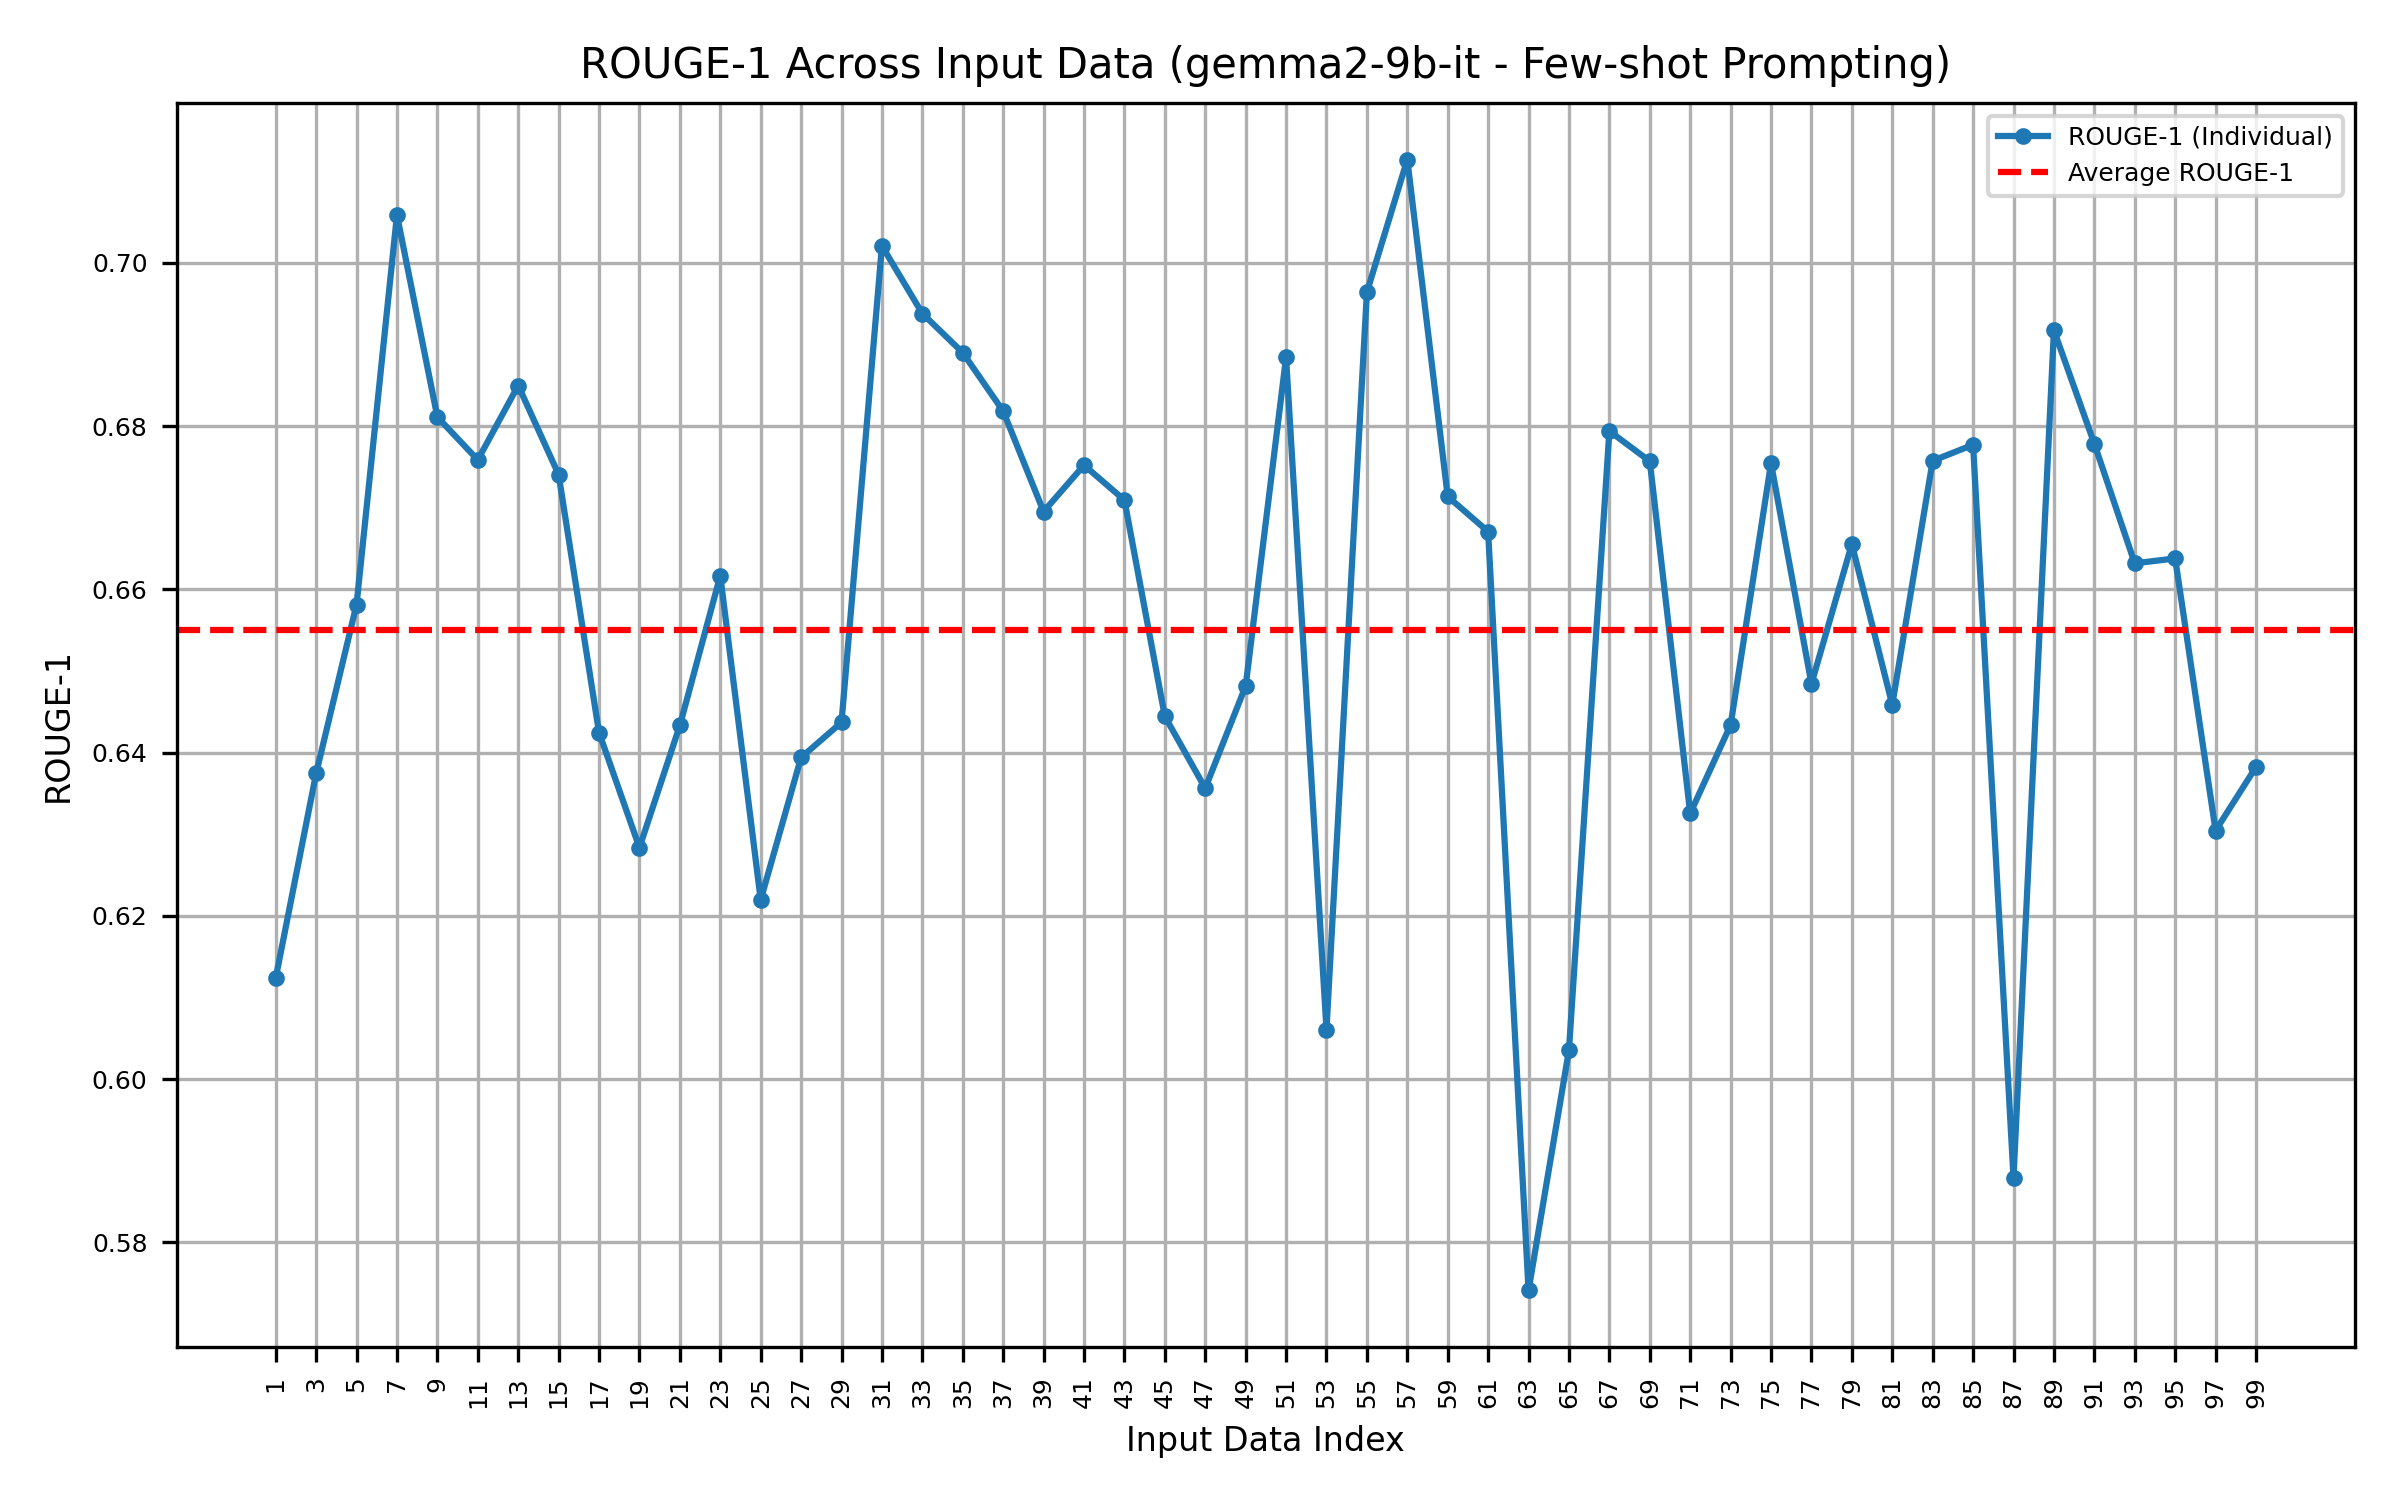 ROUGE-1 Across Input Data (gemma2-9b-it - Few-shot Prompting)
ROUGE-1 (Individual)
Average ROUGE-1
0.70
0.68
0.66
0.64
0.62
0.60
0.58
ROUGE-1
1 3 5 7 9 11 13 15 17 19 21 23 25 27 29 31 33 35 37 39 41 43 45 47 49 51 53 55 57 59 61 63 65 67 69 71 73 75 77 79 81 83 85 87 89 91 93 95 97 99
Input Data Index